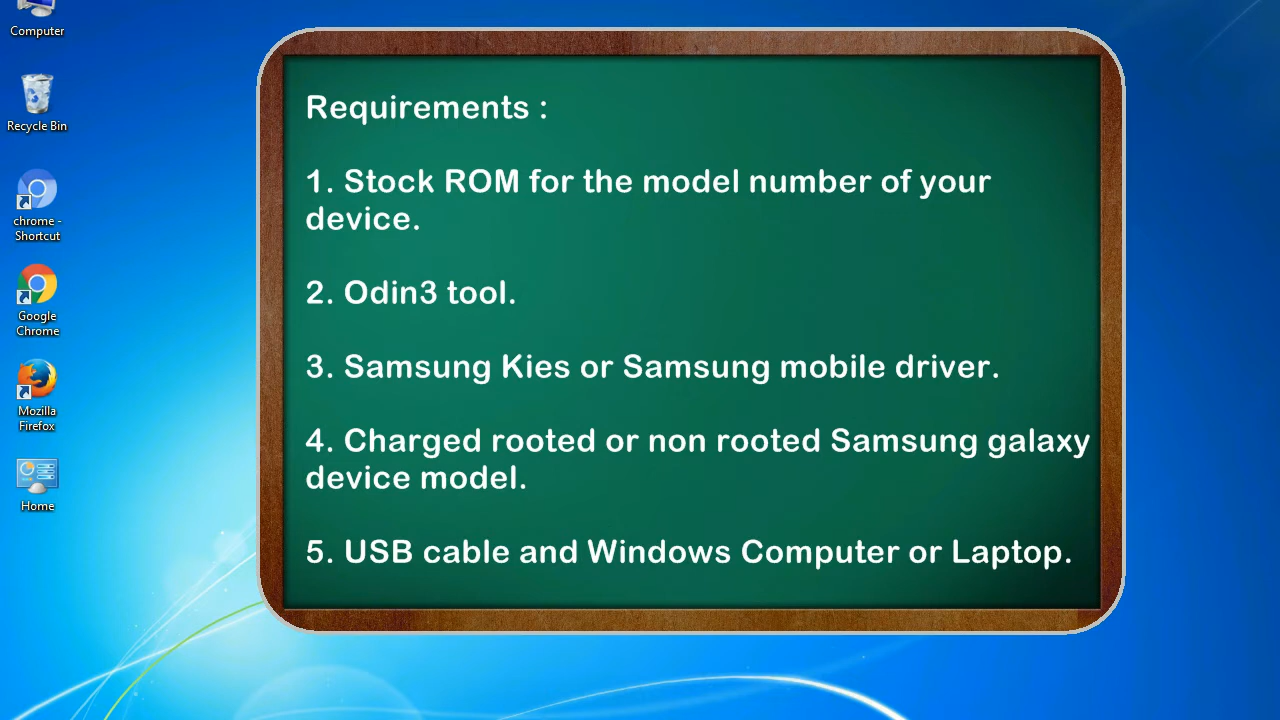 Computer
Recycle Bin
chrome -
Shortcut
Google
Chrome
Mozilla
Firefox
Home
Requirements :
1. Stock ROM for the model number of your
device.
2. Odin3 tool.
3. Samsung Kies or Samsung mobile driver.
4. Charged rooted or non rooted Samsung galaxy
device model.
5. USB cable and Windows Computer or Laptop.